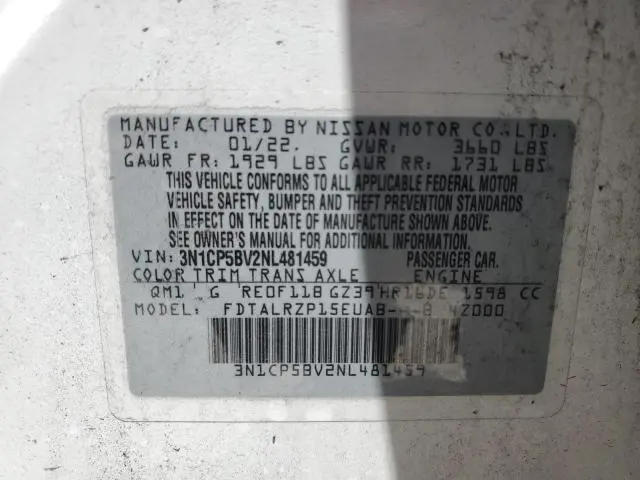 MANUFACTURED BY NISSAN MOTOR CO., LTD.
DATE: 01/22. GVWR: 3660 LBS
GAWR FR: 1929 LBS GAWR RR: 1731 LBS
THIS VEHICLE CONFORMS TO ALL APPLICABLE FEDERAL MOTOR
VEHICLE SAFETY, BUMPER AND THEFT PREVENTION STANDARDS
IN EFFECT ON THE DATE OF MANUFACTURE SHOWN ABOVE.
SEE OWNER'S MANUAL FOR ADDITIONAL INFORMATION.
VIN: 3N1CP5BV2NL481459 PASSENGER CAR.
COLOR TRIM TRANS AXLE ENGINE
QM1 G RE0F11B GZ39 HR16DE 1598 CC
MODEL: FDTALRZP15EUAB- -B 4Z000
3N1CP5BV2NL481459